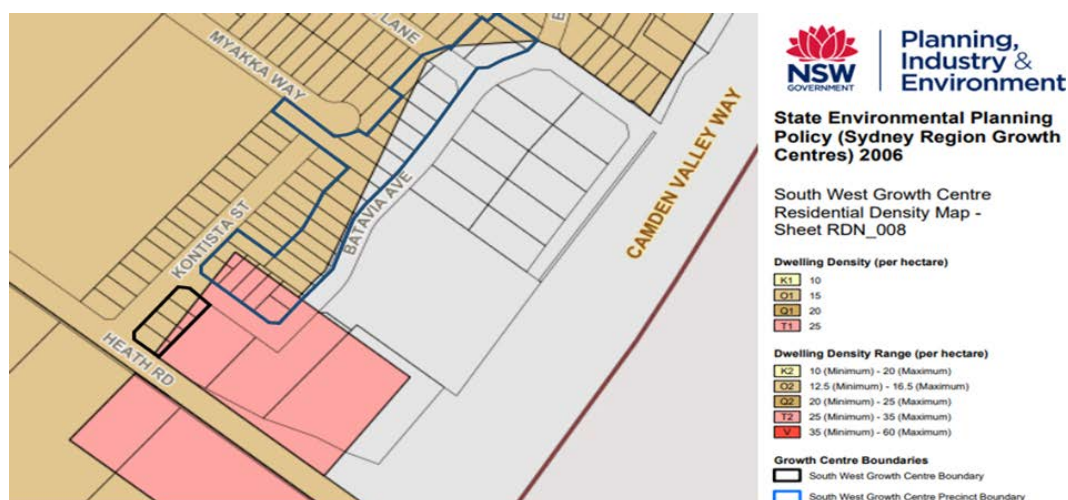 LANE
MYAKKA WAY
KONTISTA ST
BATAVIA AVE
HEATH RD
CAMDEN VALLEY WAY
NSW
GOVERNMENT
Planning,
Industry &
Environment
State Environmental Planning
Policy (Sydney Region Growth
Centres) 2006
South West Growth Centre
Residential Density Map -
Sheet RDN_008
Dwelling Density (per hectare)
K1 10
O1 15
Q1 20
T1 25
Dwelling Density Range (per hectare)
K2 10 (Minimum) - 20 (Maximum)
O2 12.5 (Minimum) - 16.5 (Maximum)
Q2 20 (Minimum) - 25 (Maximum)
T2 25 (Minimum) - 35 (Maximum)
V 35 (Minimum) - 60 (Maximum)
Growth Centre Boundaries
South West Growth Centre Boundary
South West Growth Centre Precinct Boundary